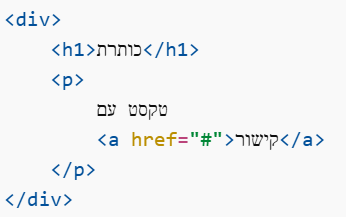 <div>
    <h1>כותרת</h1>
    <p>
        טקסט עם
        <a href="#">קישור</a>
    </p>
</div>